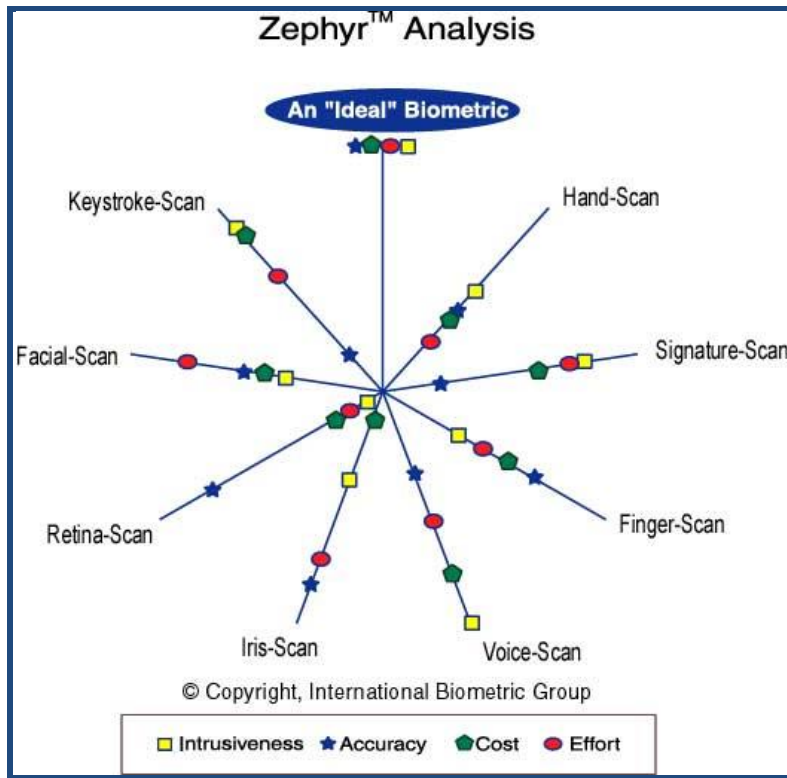 Zephyr™ Analysis
An "Ideal" Biometric
Keystroke-Scan
Hand-Scan
Facial-Scan
Signature-Scan
Retina-Scan
Finger-Scan
Iris-Scan
Voice-Scan
© Copyright, International Biometric Group
Intrusiveness Accuracy Cost Effort